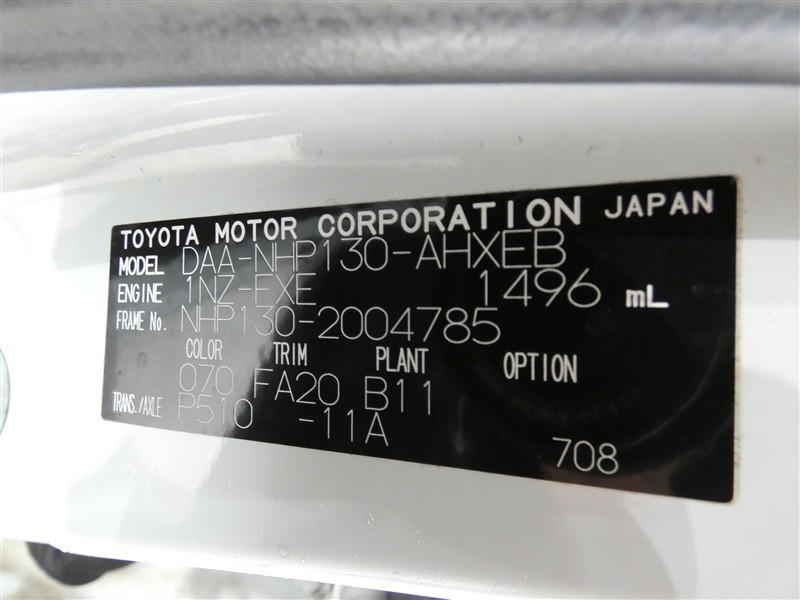 TOYOTA MOTOR CORPORATION JAPAN
MODEL DAA-NHP130-AHXEB
ENGINE 1NZ-EXE 1496 mL
FRAME No. NHP130-2004785
COLOR TRIM PLANT OPTION
070 FA20 B11
TRANS./AXLE P510 -11A
708